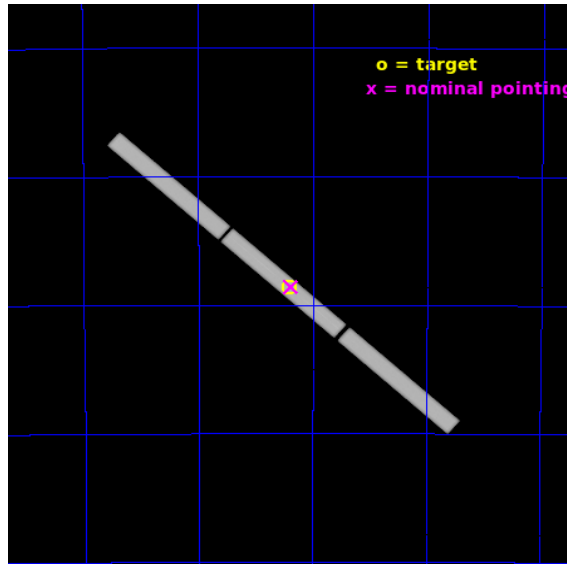 o = target
x = nominal pointing